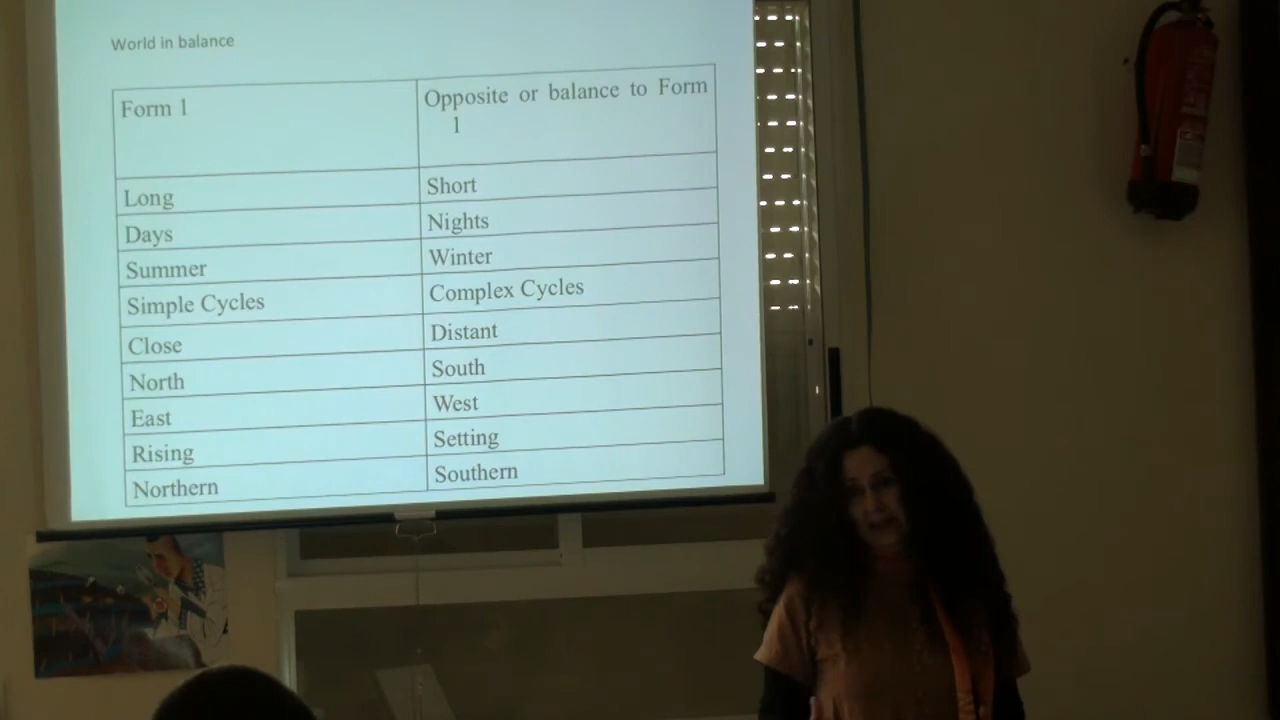 World in balance
Form 1 Opposite or balance to Form
1
Long Short
Days Nights
Summer Winter
Simple Cycles Complex Cycles
Close Distant
North South
East West
Rising Setting
Northern Southern